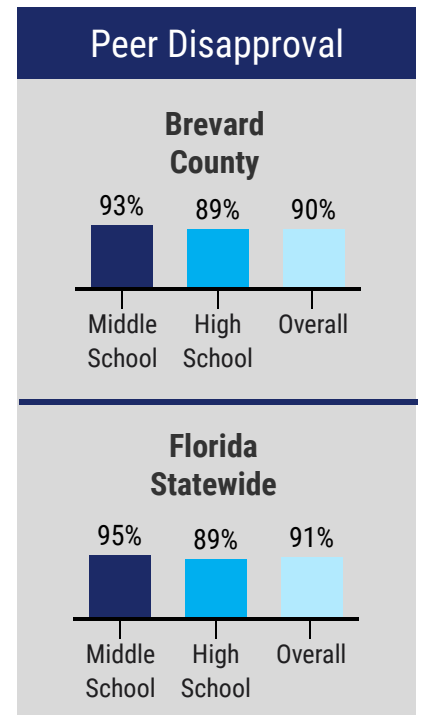 Peer Disapproval
Brevard
County
93% 89% 90%
Middle High Overall
School School
Florida
Statewide
95% 89% 91%
Middle High Overall
School School